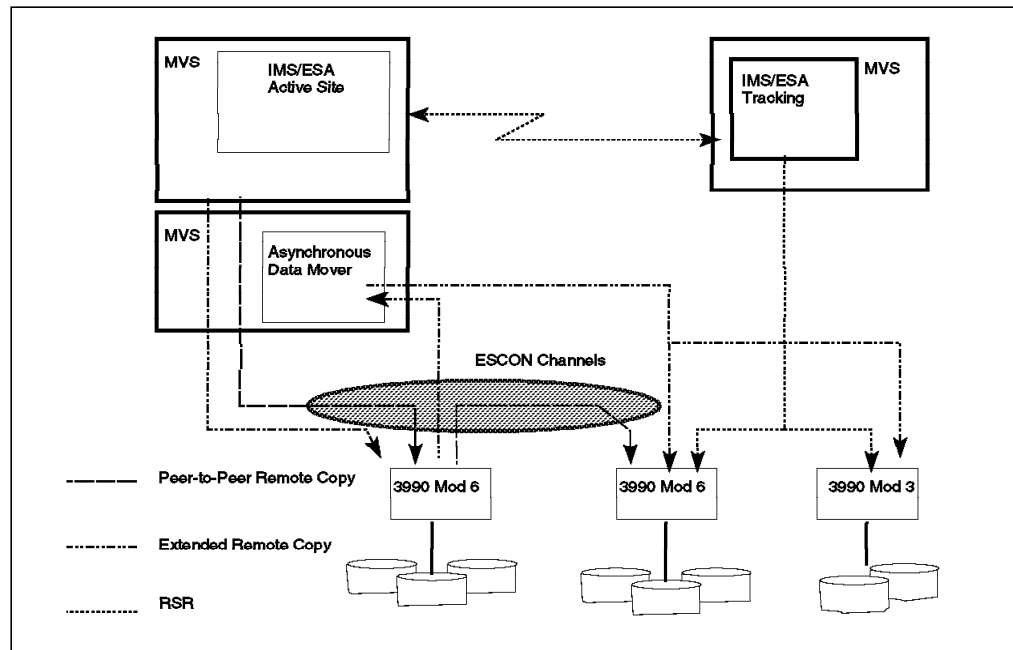 MVS
IMS/ESA
Active Site
IMS/ESA
Tracking
MVS
MVS
Asynchronous
Data Mover
ESCON Channels
3990 Mod 6
3990 Mod 6
3990 Mod 3
Peer-to-Peer Remote Copy
Extended Remote Copy
RSR